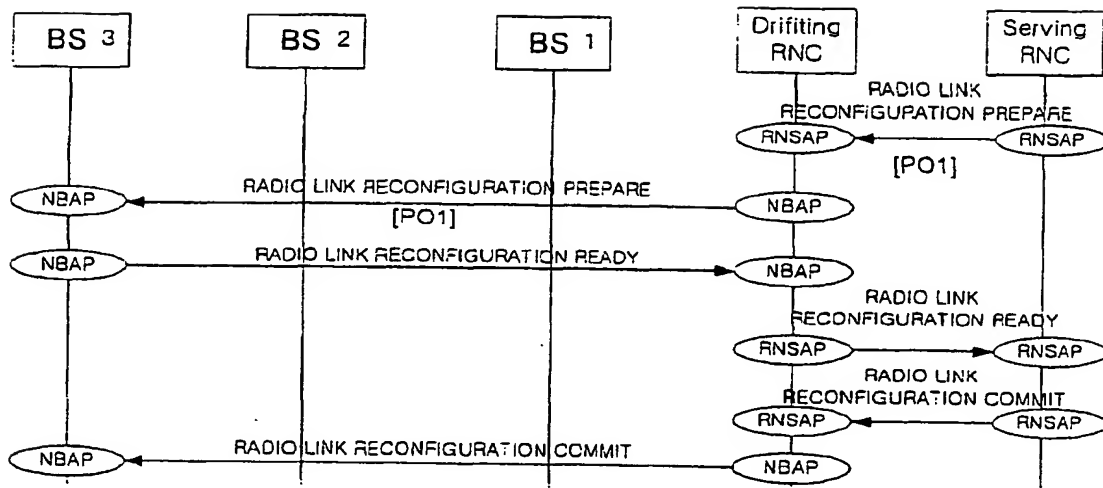 BS 3
BS 2
BS 1
Drifiting
RNC
Serving
RNC
RADIO LINK
RECONFIGUPATION PREPARE
RNSAP
RNSAP
[PO1]
RADIO LINK RECONFIGURATION PREPARE
NBAP
NBAP
[PO1]
RADIO LINK RECONFIGURATION READY
NBAP
NBAP
RADIO LINK
RECONFIGURATION READY
RNSAP
RNSAP
RADIO LINK
RECONFIGURATION COMMIT
RNSAP
RNSAP
RADIO LINK RECONFIGURATION COMMIT
NBAP
NBAP